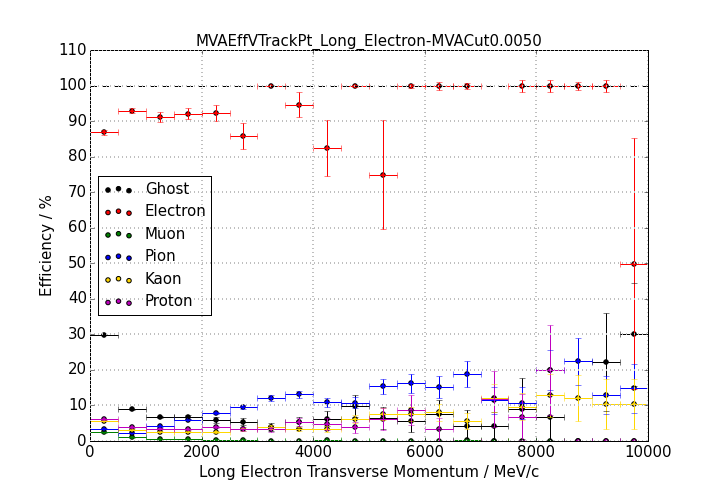 MVAEffVTrackPt_Long_Electron-MVACut0.0050
110
100
90
80
70
60
50
40
30
20
10
0
Efficiency / %
Ghost
Electron
Muon
Pion
Kaon
Proton
0 2000 4000 6000 8000 10000
Long Electron Transverse Momentum / MeV/c